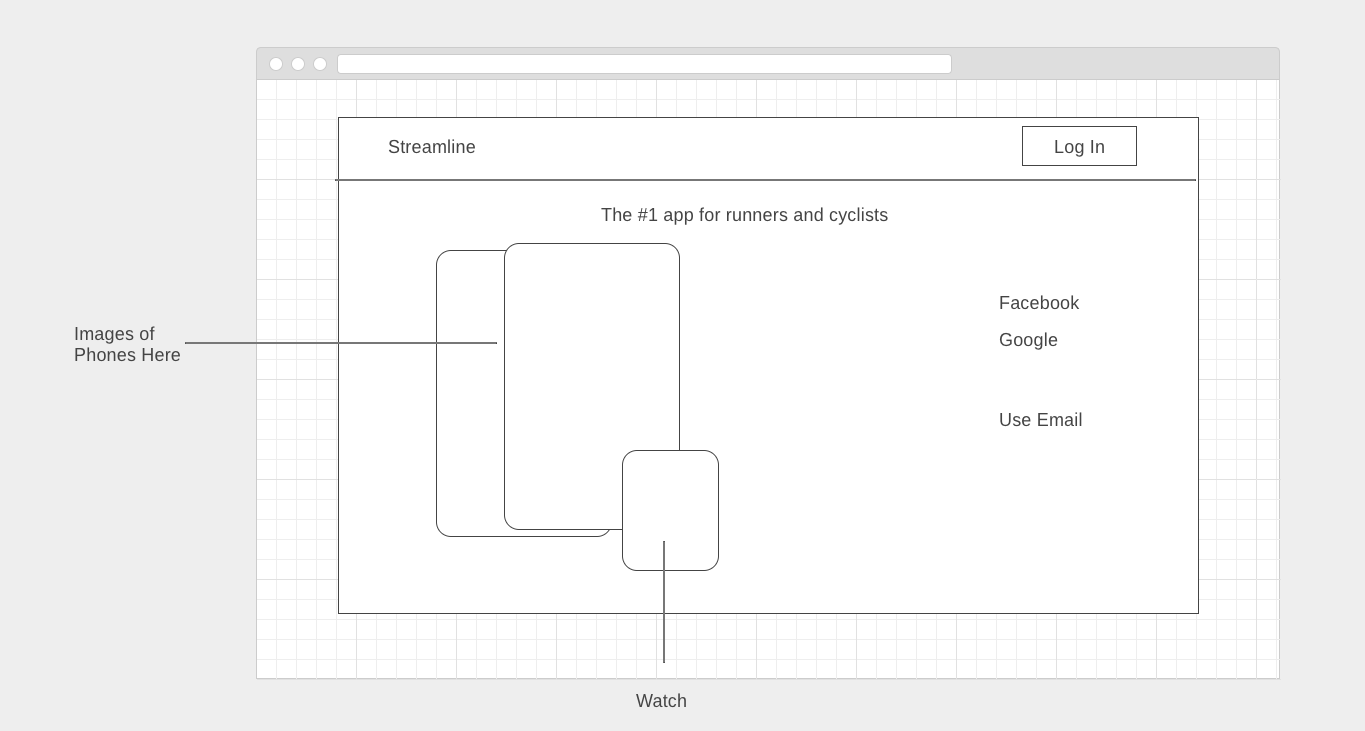 Streamline
Log In
The #1 app for runners and cyclists
Facebook
Google
Use Email
Images of
Phones Here
Watch